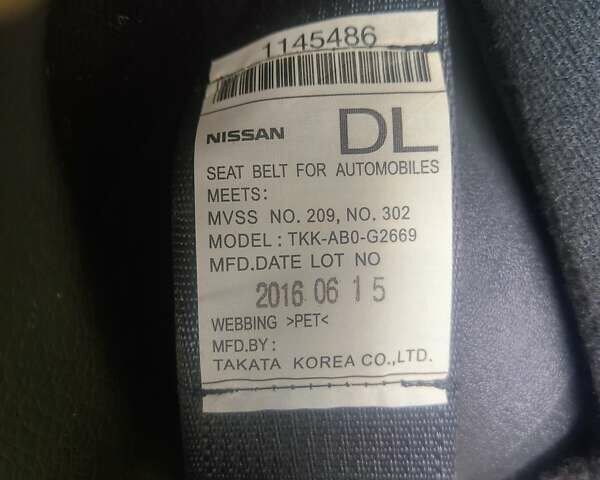 1145486
NISSAN DL
SEAT BELT FOR AUTOMOBILES
MEETS:
MVSS NO. 209, NO. 302
MODEL : TKK-AB0-G2669
MFD.DATE LOT NO
2016 06 15
WEBBING >PET<
MFD.BY:
TAKATA KOREA CO.,LTD.